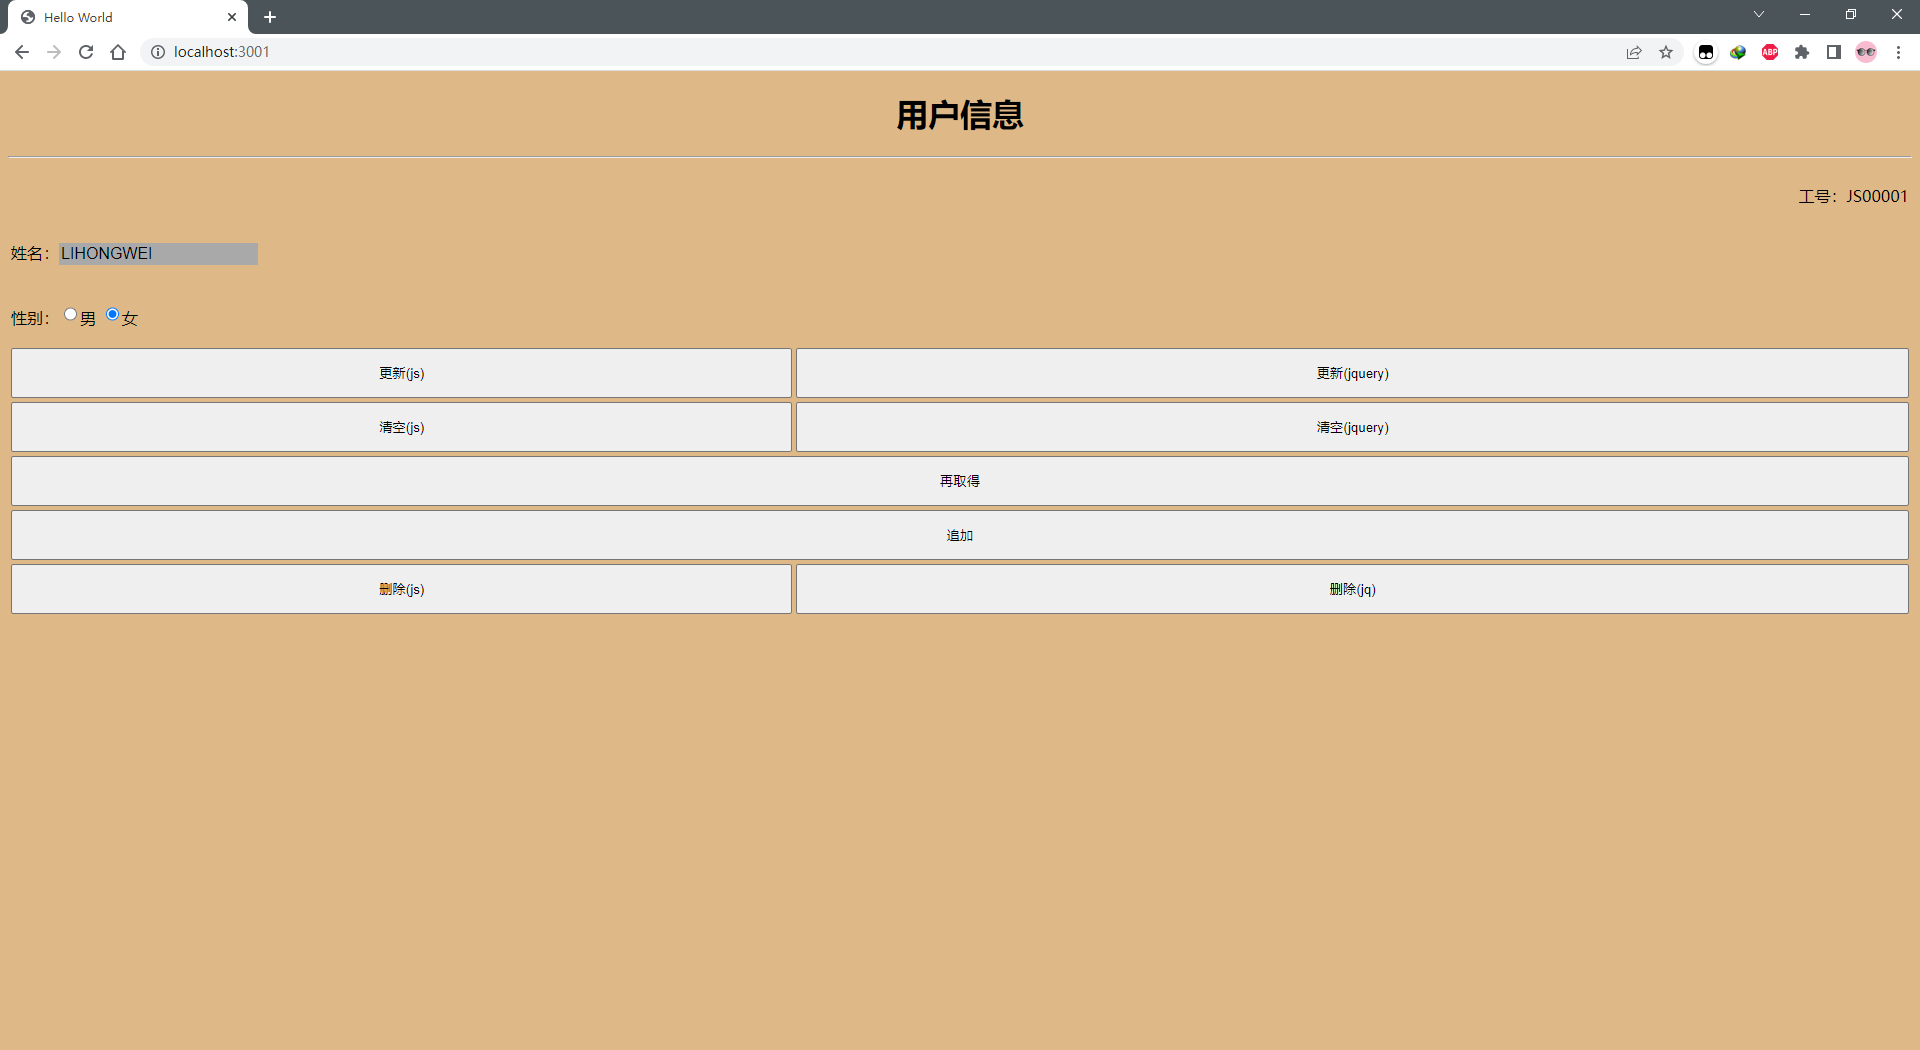 Hello World
localhost:3001
ABP
用户信息
工号：JS00001
姓名：LIHONGWEI
性别：男 女
更新(js) 更新(jquery)
清空(js) 清空(jquery)
再取得
追加
删除(js) 删除(jq)